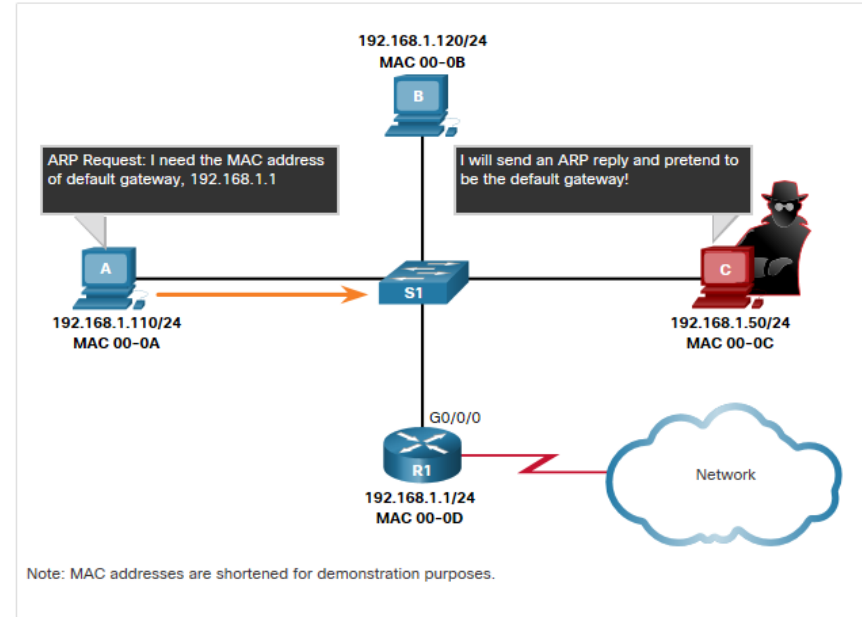 192.168.1.120/24
MAC 00-0B
B
ARP Request: I need the MAC address
of default gateway, 192.168.1.1
I will send an ARP reply and pretend to
be the default gateway!
A
S1
C
192.168.1.110/24
MAC 00-0A
192.168.1.50/24
MAC 00-0C
G0/0/0
R1
Network
192.168.1.1/24
MAC 00-0D
Note: MAC addresses are shortened for demonstration purposes.